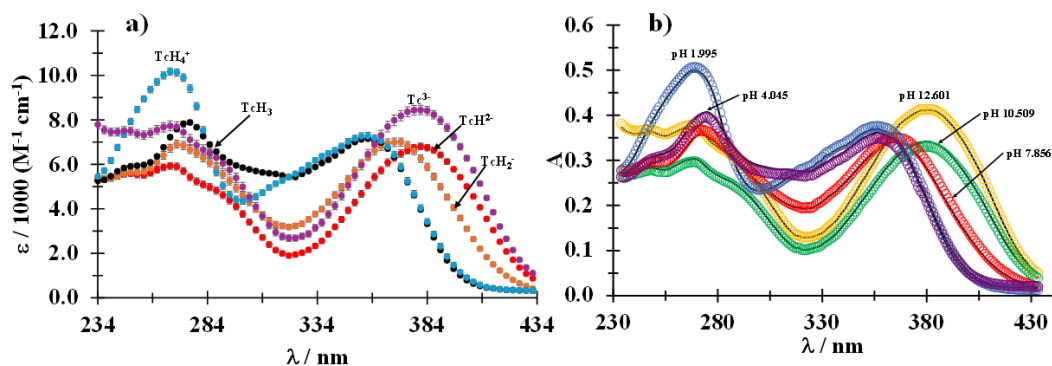 a)
ε / 1000 (M⁻¹ cm⁻¹)
12.0
10.0
8.0
6.0
4.0
2.0
0.0
TcH₄⁺
TcH₃
Tc³⁻
TcH²⁻
TcH₂⁻
234 284 334 384 434
λ / nm
b)
A
0.6
0.5
0.4
0.3
0.2
0.1
0.0
pH 1.995
pH 4.045
pH 12.601
pH 10.509
pH 7.856
230 280 330 380 430
λ / nm